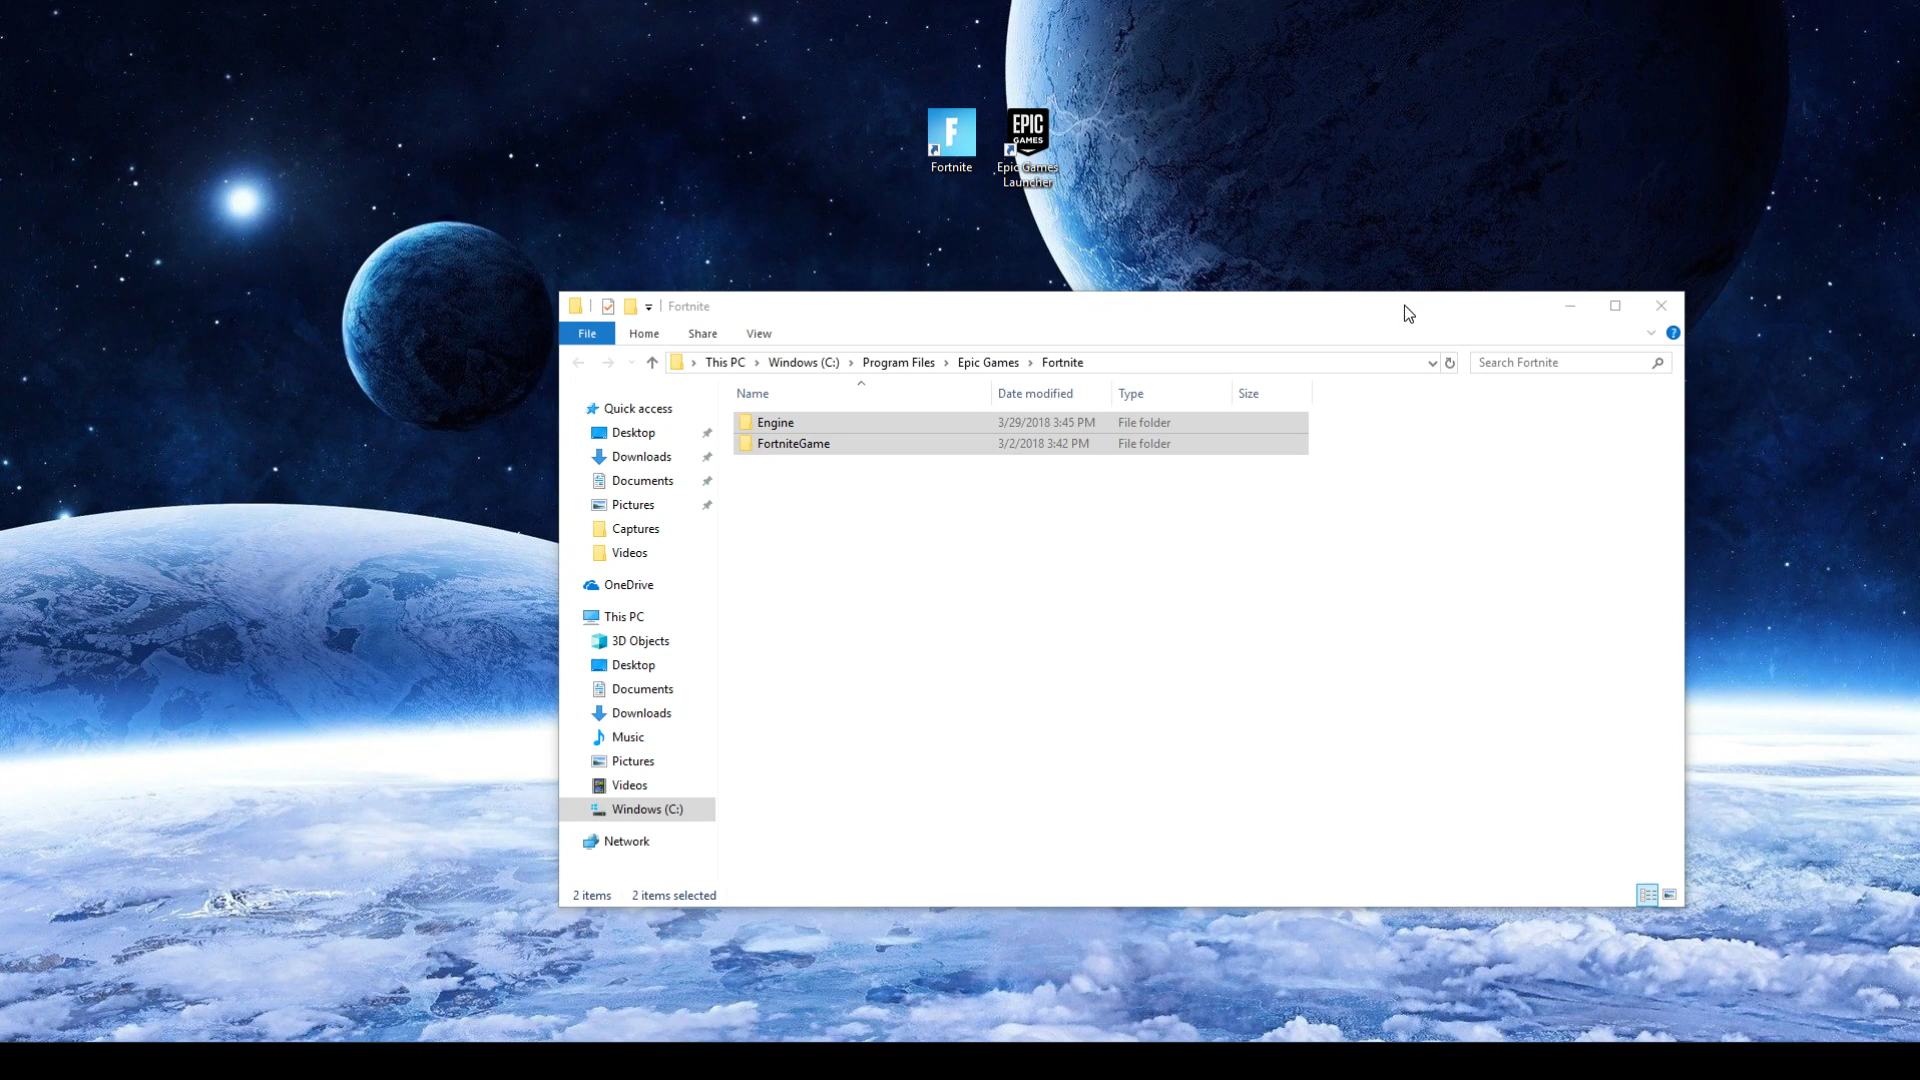 F
EPIC
GAMES
Fortnite
Epic Games
Launcher
Fortnite
File
Home
Share
View
?
This PC
Windows (C:)
Program Files
Epic Games
Fortnite
Search Fortnite
Name
Date modified
Type
Size
Engine
3/29/2018 3:45 PM
File folder
FortniteGame
3/2/2018 3:42 PM
File folder
Quick access
Desktop
Downloads
Documents
Pictures
Captures
Videos
OneDrive
This PC
3D Objects
Desktop
Documents
Downloads
Music
Pictures
Videos
Windows (C:)
Network
2 items
2 items selected